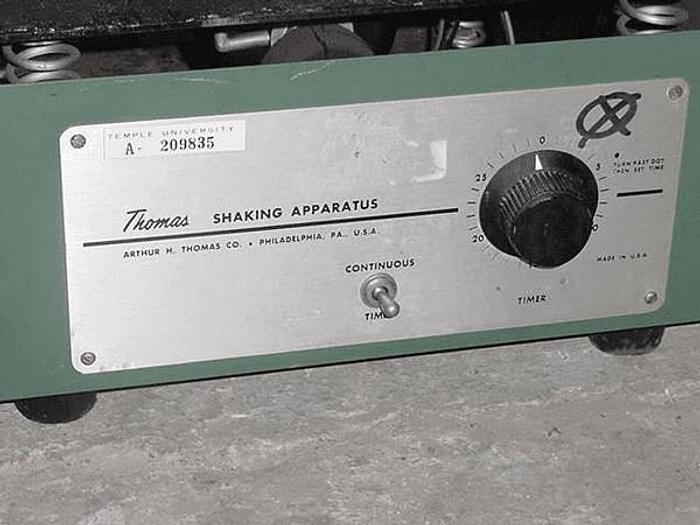 TEMPLE UNIVERSITY
A- 209835
Thomas SHAKING APPARATUS
ARTHUR H. THOMAS CO. • PHILADELPHIA, PA., U.S.A.
CONTINUOUS
0
5
25
20
TURN PAST DOT
THEN SET TIME
MADE IN U.S.A.
TIMER